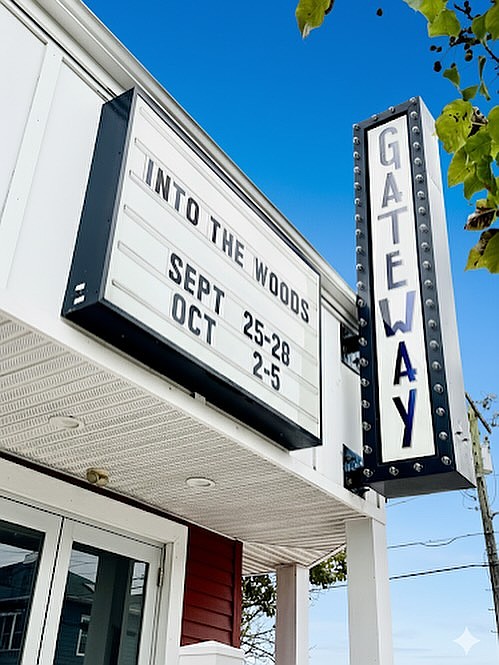 INTO THE WOODS
SEPT 25-28
OCT 2-5
GATEWAY